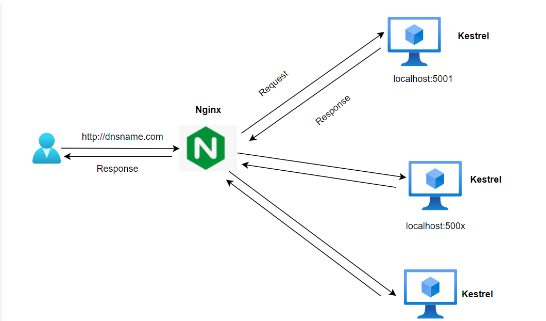 Kestrel
localhost:5001
Request
Response
Nginx
http://dnsname.com
Response
Kestrel
localhost:500x
Kestrel